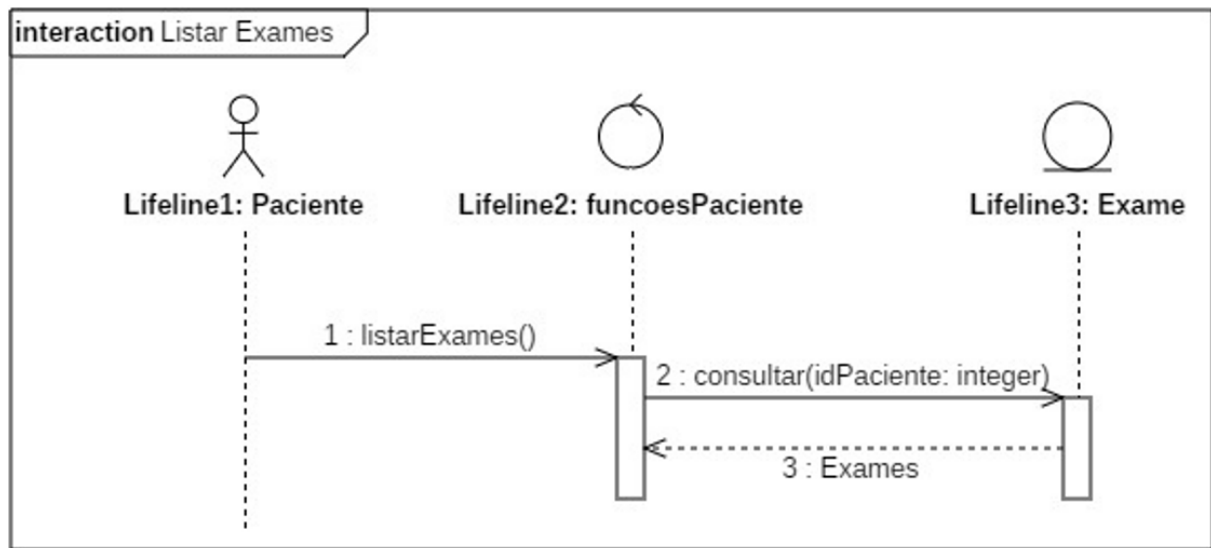 interaction Listar Exames
Lifeline1: Paciente
Lifeline2: funcoesPaciente
Lifeline3: Exame
1 : listarExames()
2 : consultar(idPaciente: integer)
3 : Exames